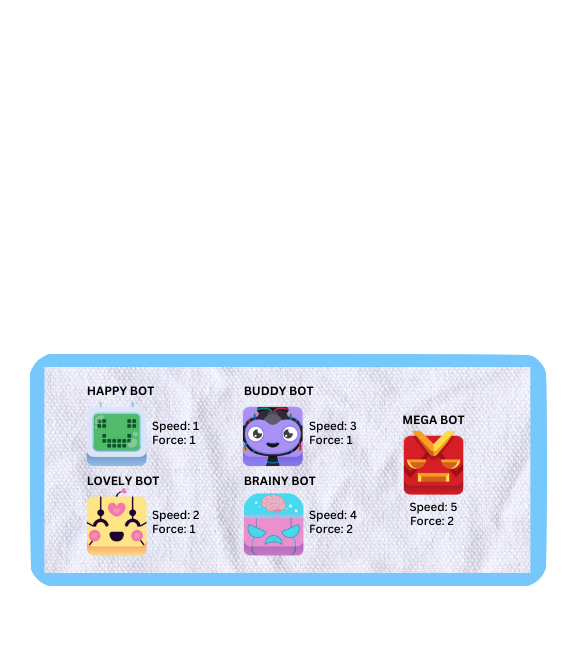 HAPPY BOT
Speed: 1
Force: 1
BUDDY BOT
Speed: 3
Force: 1
LOVELY BOT
Speed: 2
Force: 1
BRAINY BOT
Speed: 4
Force: 2
MEGA BOT
Speed: 5
Force: 2